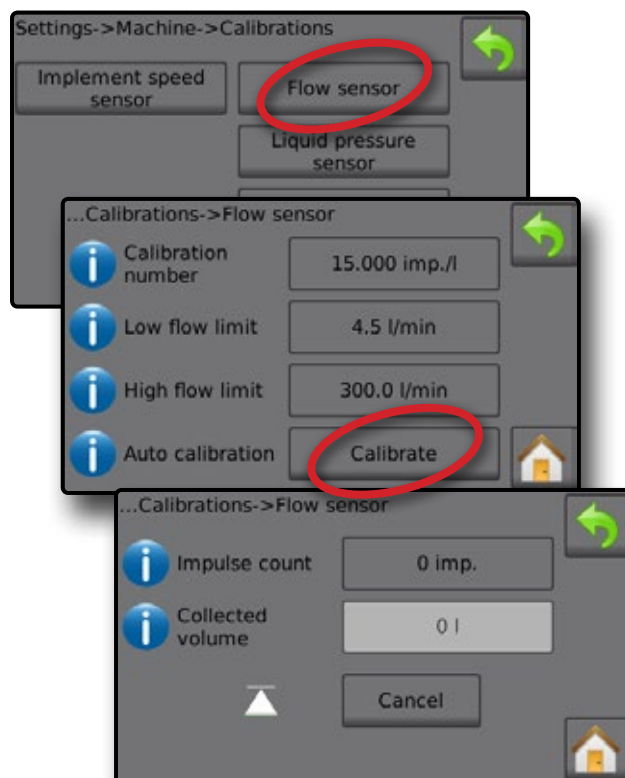 Settings->Machine->Calibrations
Implement speed
sensor
Flow sensor
Liquid pressure
sensor
...Calibrations->Flow sensor
Calibration
number
15.000 imp./l
Low flow limit
4.5 l/min
High flow limit
300.0 l/min
Auto calibration
Calibrate
...Calibrations->Flow sensor
Impulse count
0 imp.
Collected
volume
0 l
Cancel